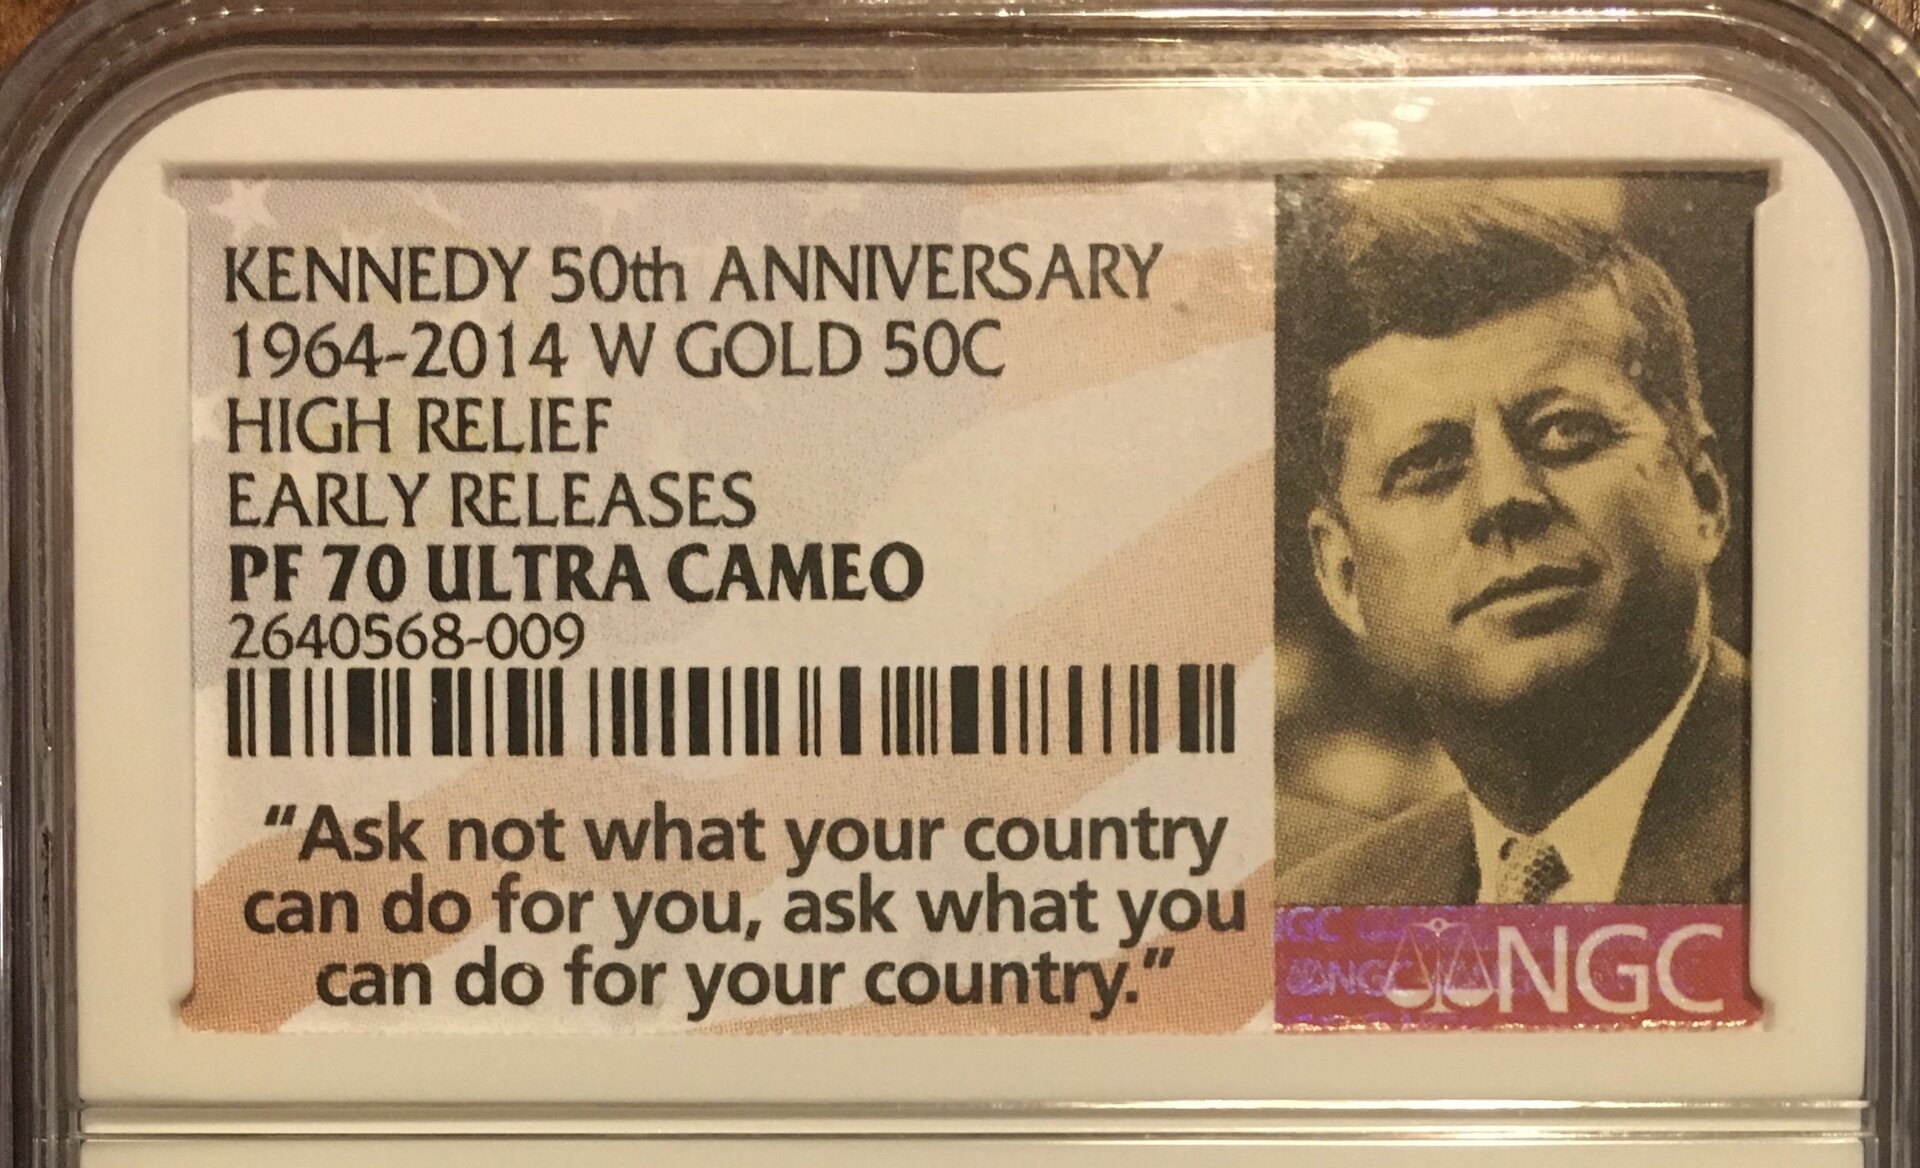 KENNEDY 50th ANNIVERSARY
1964-2014 W GOLD 50C
HIGH RELIEF
EARLY RELEASES
PF 70 ULTRA CAMEO
2640568-009
“Ask not what your country
can do for you, ask what you
can do for your country.”
NGC